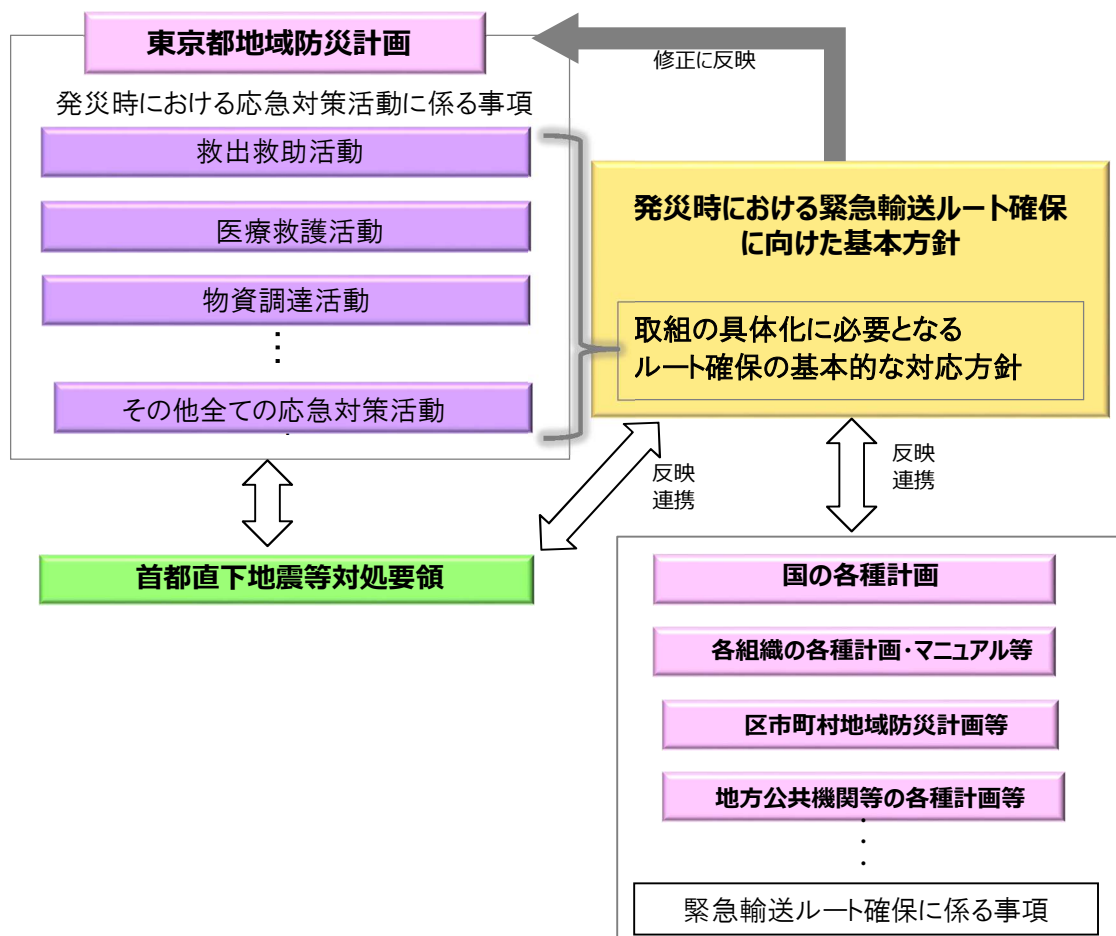 東京都地域防災計画
修正に反映
発災時における応急対策活動に係る事項
救出救助活動
医療救護活動
物資調達活動
その他全ての応急対策活動
発災時における緊急輸送ルート確保
に向けた基本方針
取組の具体化に必要となる
ルート確保の基本的な対応方針
反映
連携
反映
連携
首都直下地震等対処要領
国の各種計画
各組織の各種計画・マニュアル等
区市町村地域防災計画等
地方公共機関等の各種計画等
緊急輸送ルート確保に係る事項